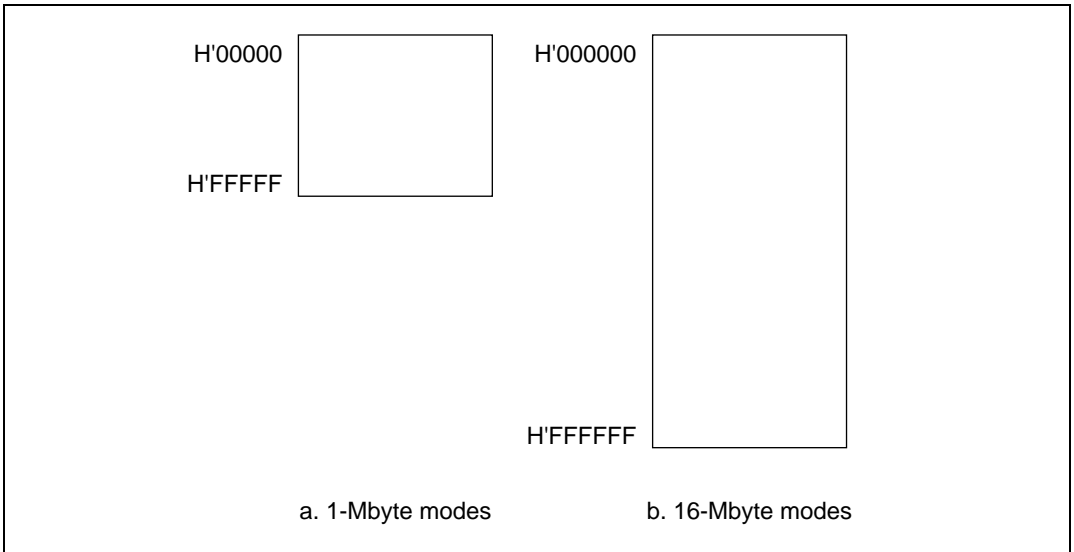 H'00000
H'FFFFF
a. 1-Mbyte modes
H'000000
H'FFFFFF
b. 16-Mbyte modes